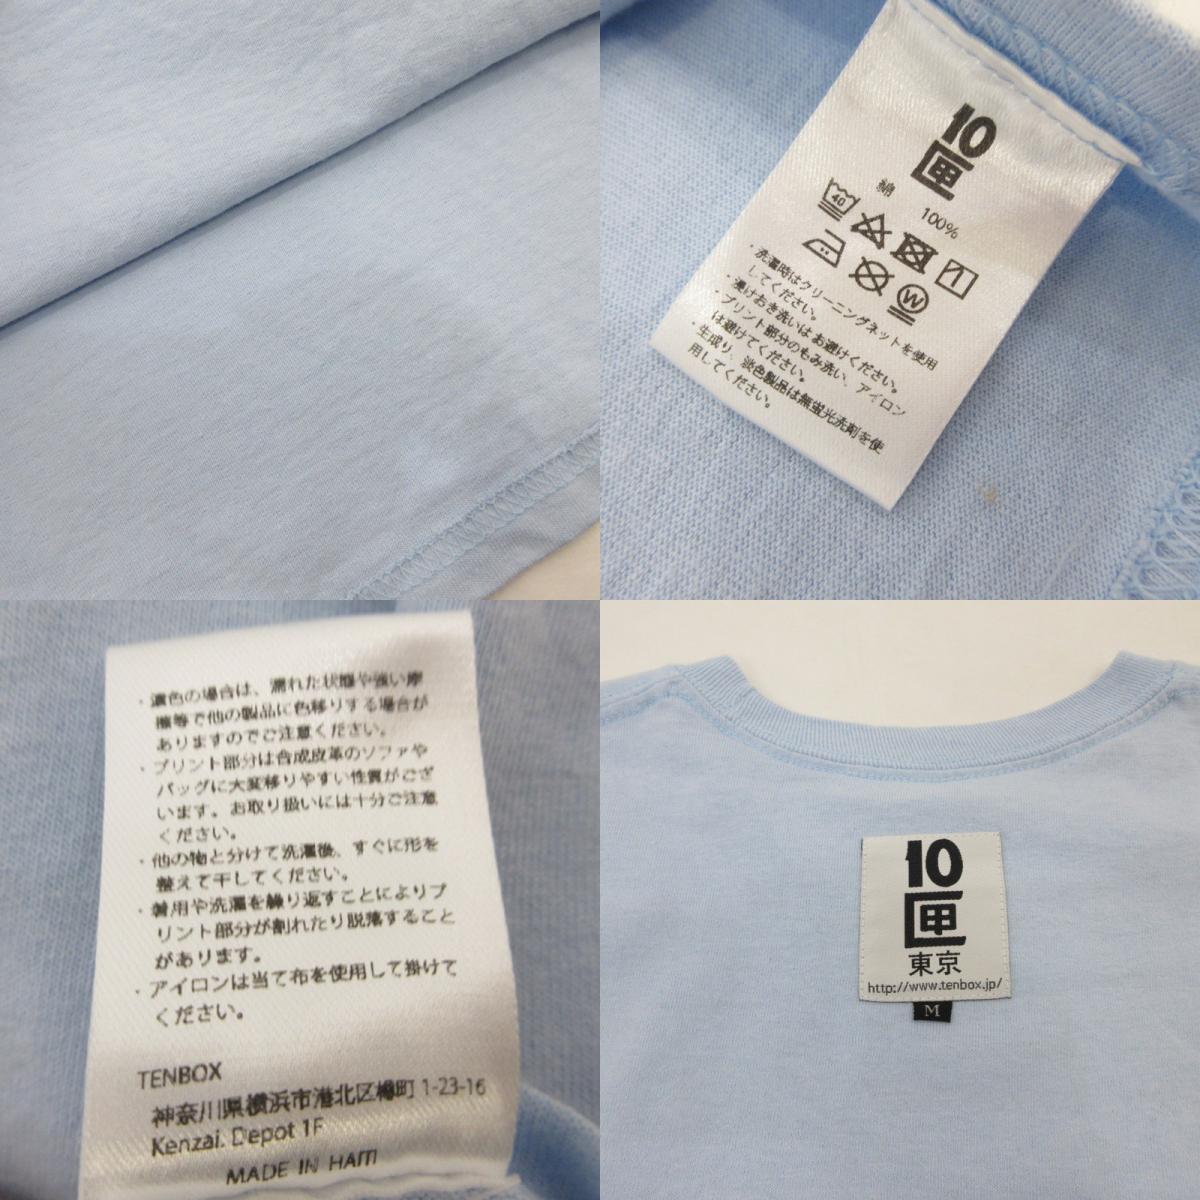 10
匣
綿 100%
40
W
・洗濯時はクリーニングネットを使用
してください。
・漬けおき洗いはお避けください。
・プリント部分のもみ洗い、アイロン
は避けてください。
・生成り、淡色製品は無蛍光洗剤を使
用してください。
・濃色の場合は、濡れた状態や強い摩
擦等で他の製品に色移りする場合が
ありますのでご注意ください。
・プリント部分は合成皮革のソファや
バッグに大変移りやすい性質がござ
います。お取り扱いには十分ご注意
ください。
・他の物と分けて洗濯後、すぐに形を
整えて干してください。
・着用や洗濯を繰り返すことによりプ
リント部分が割れたり脱落すること
があります。
・アイロンは当て布を使用して掛けて
ください。
TENBOX
神奈川県横浜市港北区樽町 1-23-16
Kenzai. Depot 1F
MADE IN HAITI
10
匣
東京
http://www.tenbox.jp/
M